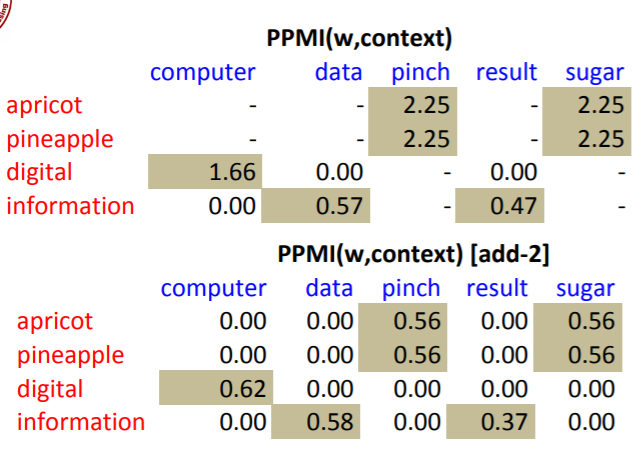 PPMI(w,context)
computer data pinch result sugar
apricot - - 2.25 - 2.25
pineapple - - 2.25 - 2.25
digital 1.66 0.00 - 0.00 -
information 0.00 0.57 - 0.47 -
PPMI(w,context) [add-2]
computer data pinch result sugar
apricot 0.00 0.00 0.56 0.00 0.56
pineapple 0.00 0.00 0.56 0.00 0.56
digital 0.62 0.00 0.00 0.00 0.00
information 0.00 0.58 0.00 0.37 0.00